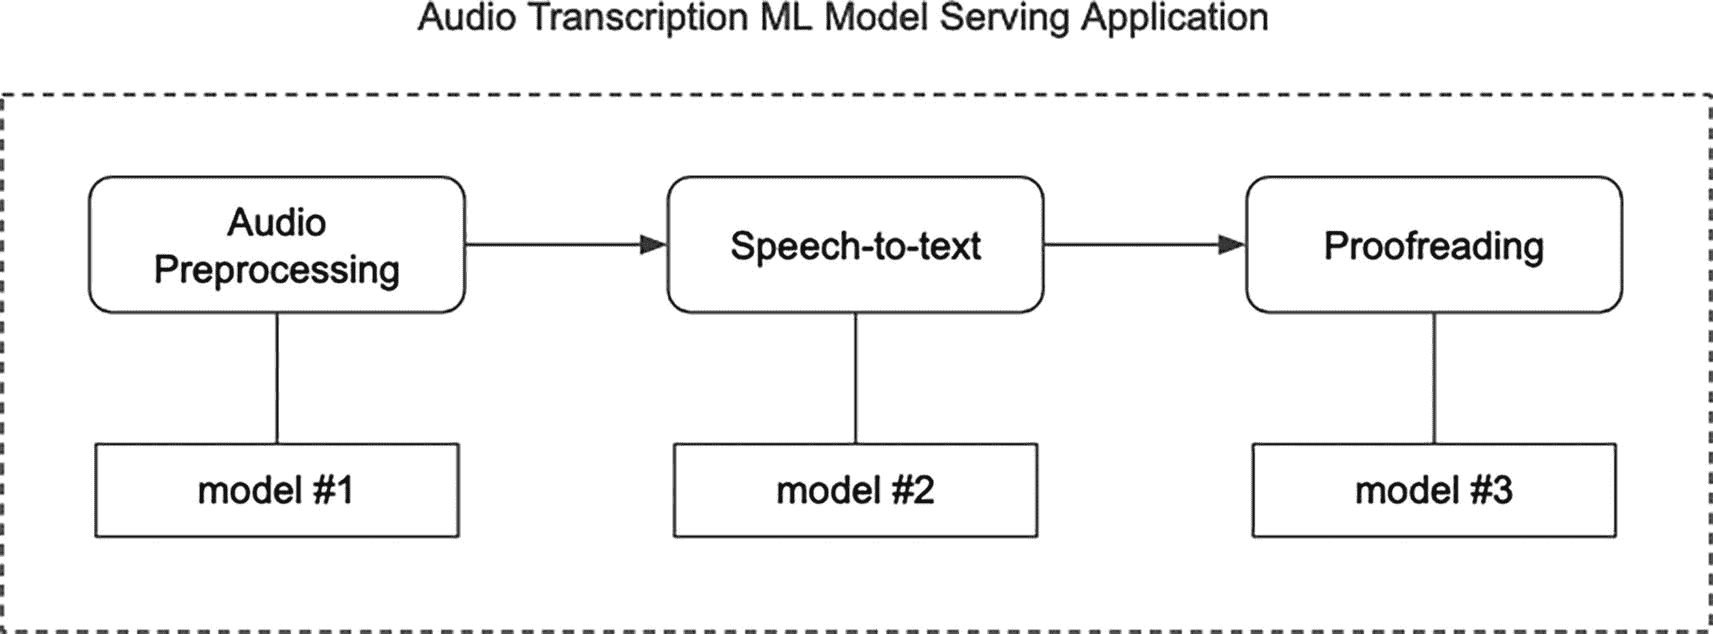 Audio Transcription ML Model Serving Application
Audio
Preprocessing
Speech-to-text
Proofreading
model #1
model #2
model #3